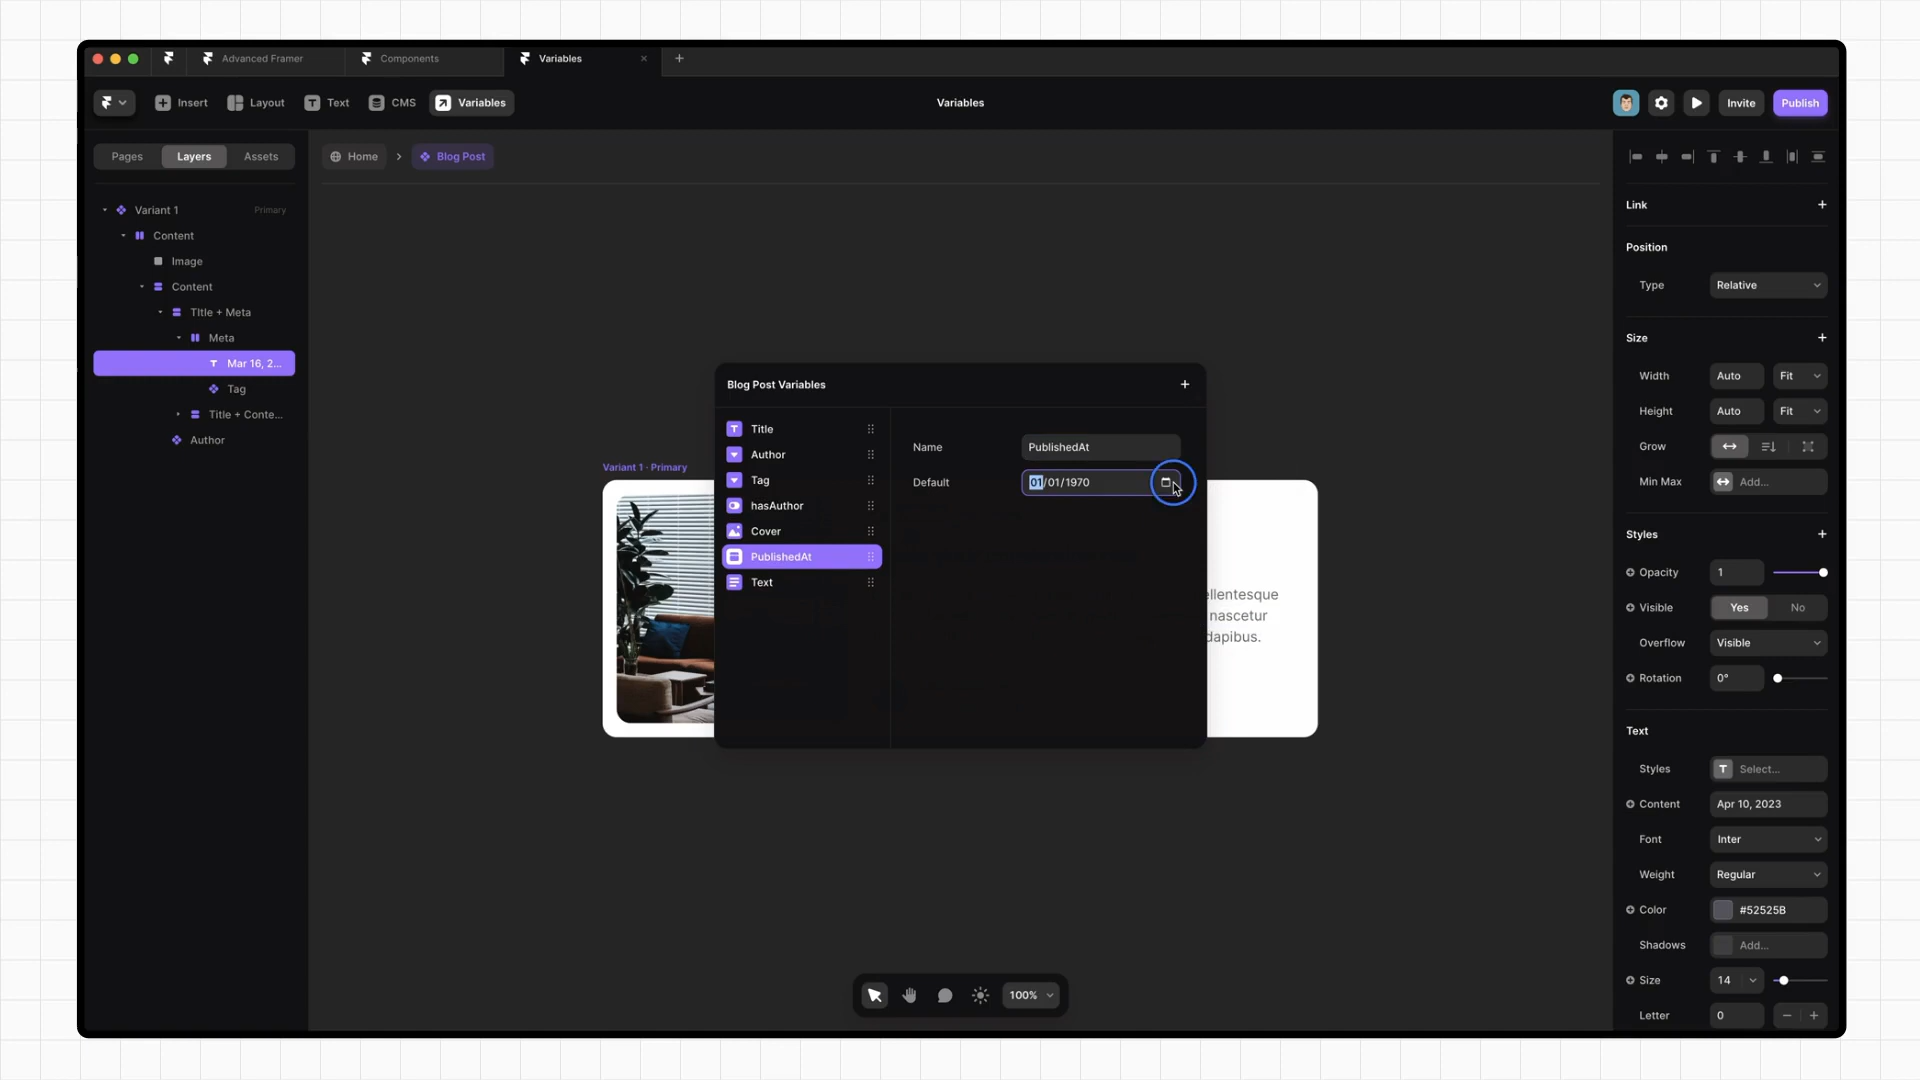 Advanced Framer
Components
Variables
Insert
Layout
Text
CMS
Variables
Variables
Invite
Publish
Pages
Layers
Assets
Home
Blog Post
Variant 1
Primary
Content
Image
Content
Title + Meta
Meta
Mar 16, 2...
Tag
Title + Conte...
Author
Variant 1 · Primary
Blog Post Variables
Title
Author
Tag
hasAuthor
Cover
PublishedAt
Text
Name
PublishedAt
Default
01/01/1970
ellentesque
nascetur
dapibus.
100%
Link
Position
Type
Relative
Size
Width
Auto
Fit
Height
Auto
Fit
Grow
Min Max
Add...
Styles
Opacity
1
Visible
Yes
No
Overflow
Visible
Rotation
0°
Text
Styles
Select...
Content
Apr 10, 2023
Font
Inter
Weight
Regular
Color
#52525B
Shadows
Add...
Size
14
Letter
0